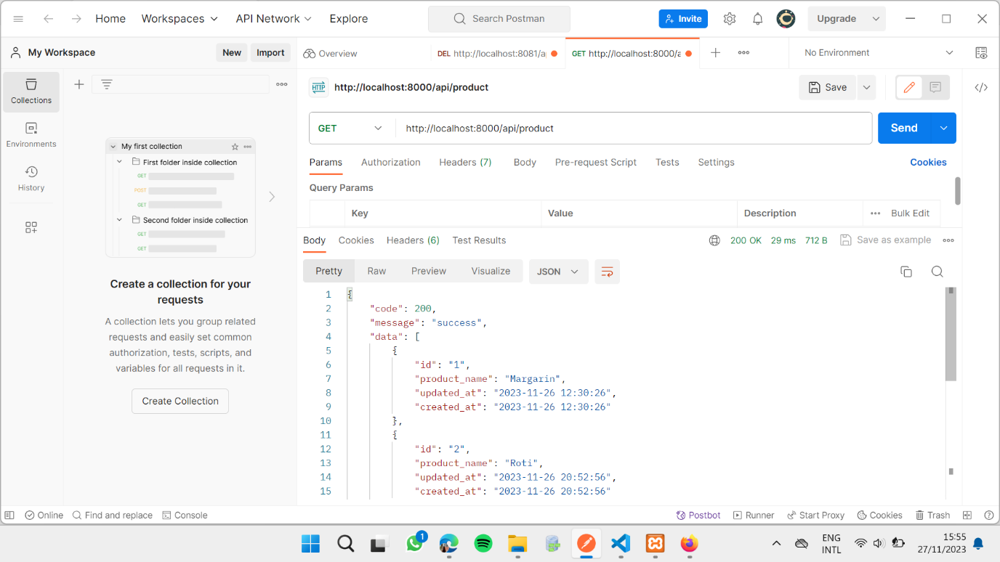 Home Workspaces API Network Explore Search Postman Invite Upgrade
My Workspace New Import Overview DEL http://localhost:8081/a GET http://localhost:8000/a No Environment
Collections
Environments
History
My first collection
First folder inside collection
GET
POST
GET
Second folder inside collection
GET
GET
Create a collection for your
requests
A collection lets you group related
requests and easily set common
authorization, tests, scripts, and
variables for all requests in it.
Create Collection
HTTP http://localhost:8000/api/product Save
GET http://localhost:8000/api/product Send
Params Authorization Headers (7) Body Pre-request Script Tests Settings Cookies
Query Params
Key Value Description Bulk Edit
Body Cookies Headers (6) Test Results 200 OK 29 ms 712 B Save as example
Pretty Raw Preview Visualize JSON
1 {
2 "code": 200,
3 "message": "success",
4 "data": [
5 {
6 "id": "1",
7 "product_name": "Margarin",
8 "updated_at": "2023-11-26 12:30:26",
9 "created_at": "2023-11-26 12:30:26"
10 },
11 {
12 "id": "2",
13 "product_name": "Roti",
14 "updated_at": "2023-11-26 20:52:56",
15 "created_at": "2023-11-26 20:52:56"
Online Find and replace Console Postbot Runner Start Proxy Cookies Trash
1 ENG 15:55
INTL 27/11/2023